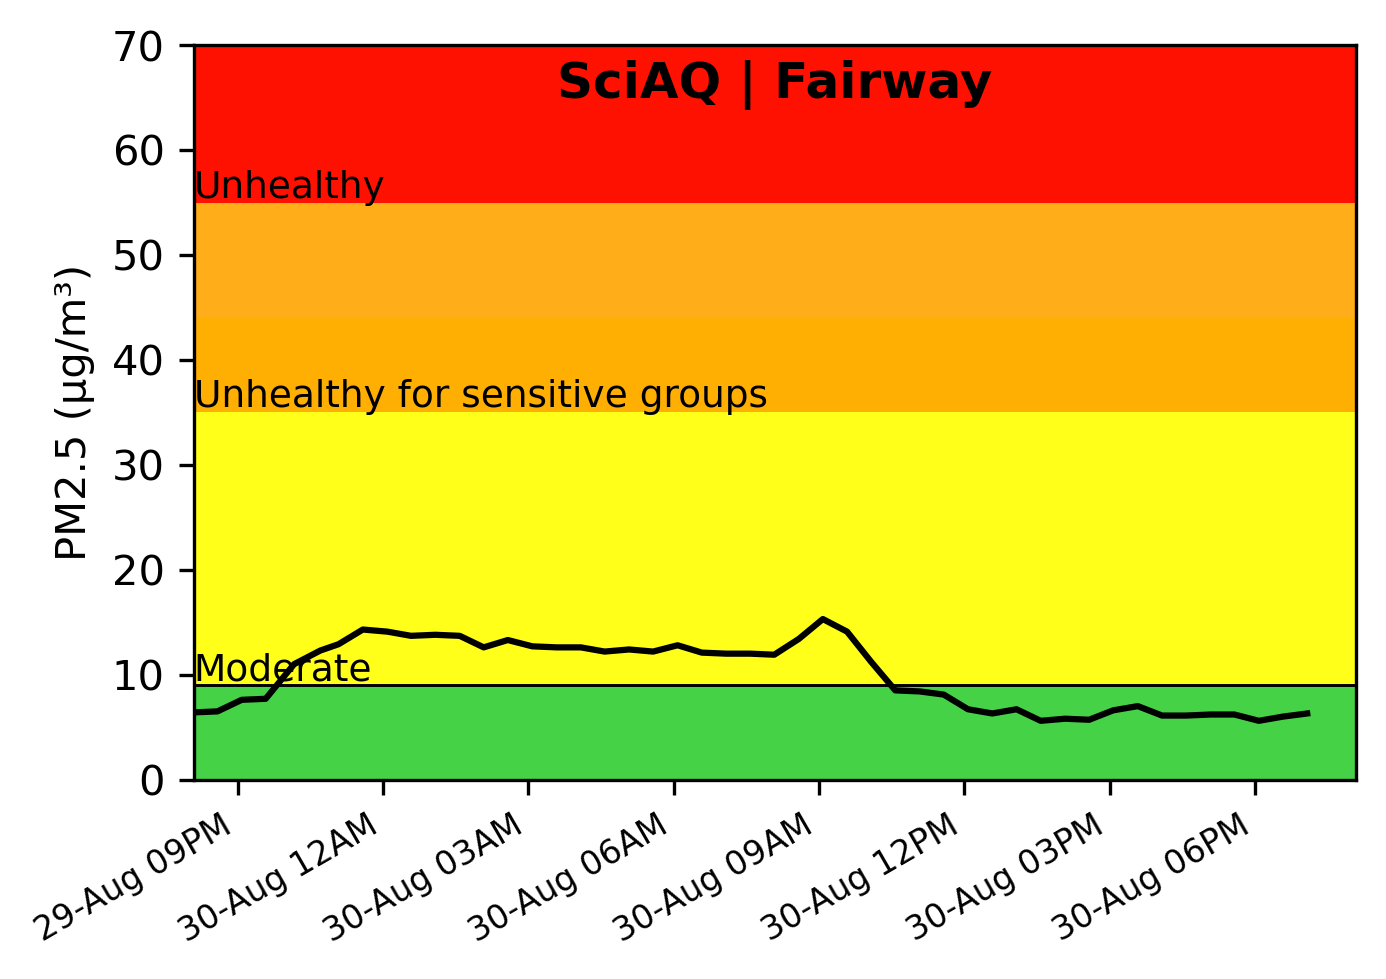 SciAQ | Fairway
PM2.5 (µg/m³)
70
60
50
40
30
20
10
0
Unhealthy
Unhealthy for sensitive groups
Moderate
29-Aug 09PM
30-Aug 12AM
30-Aug 03AM
30-Aug 06AM
30-Aug 09AM
30-Aug 12PM
30-Aug 03PM
30-Aug 06PM